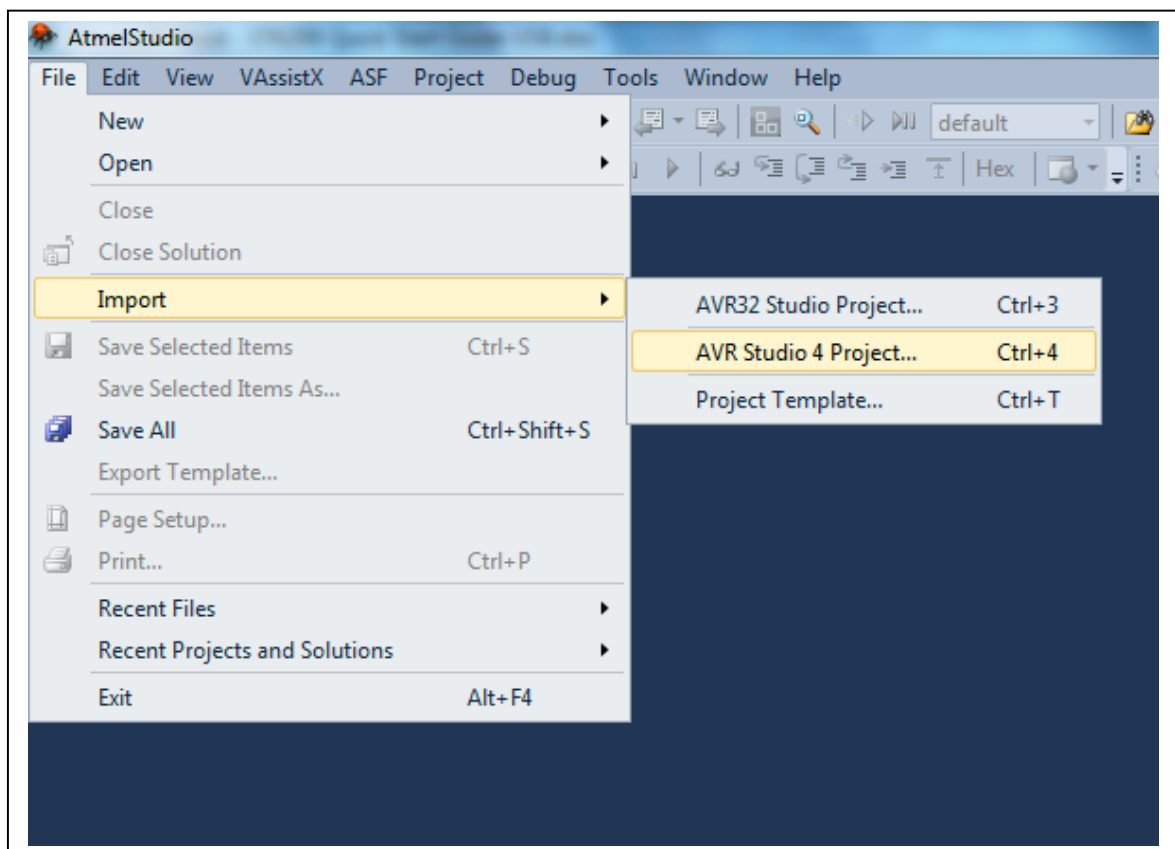 AtmelStudio
File Edit View VAssistX ASF Project Debug Tools Window Help
New
default
Open
Hex
Close
Close Solution
Import
AVR32 Studio Project... Ctrl+3
Save Selected Items Ctrl+S
AVR Studio 4 Project... Ctrl+4
Save Selected Items As...
Project Template... Ctrl+T
Save All Ctrl+Shift+S
Export Template...
Page Setup...
Print... Ctrl+P
Recent Files
Recent Projects and Solutions
Exit Alt+F4